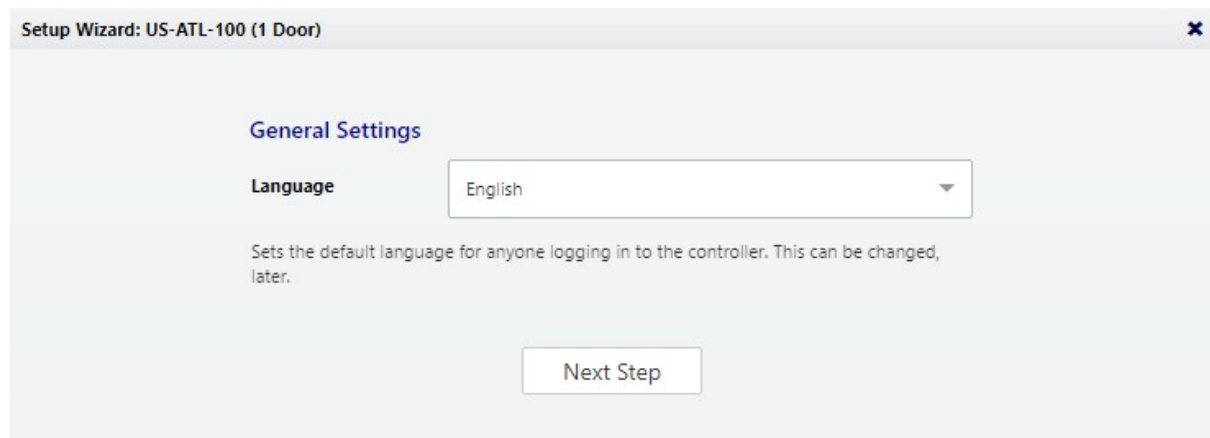 Setup Wizard: US-ATL-100 (1 Door)
General Settings
Language
English
Sets the default language for anyone logging in to the controller. This can be changed,
later.
Next Step